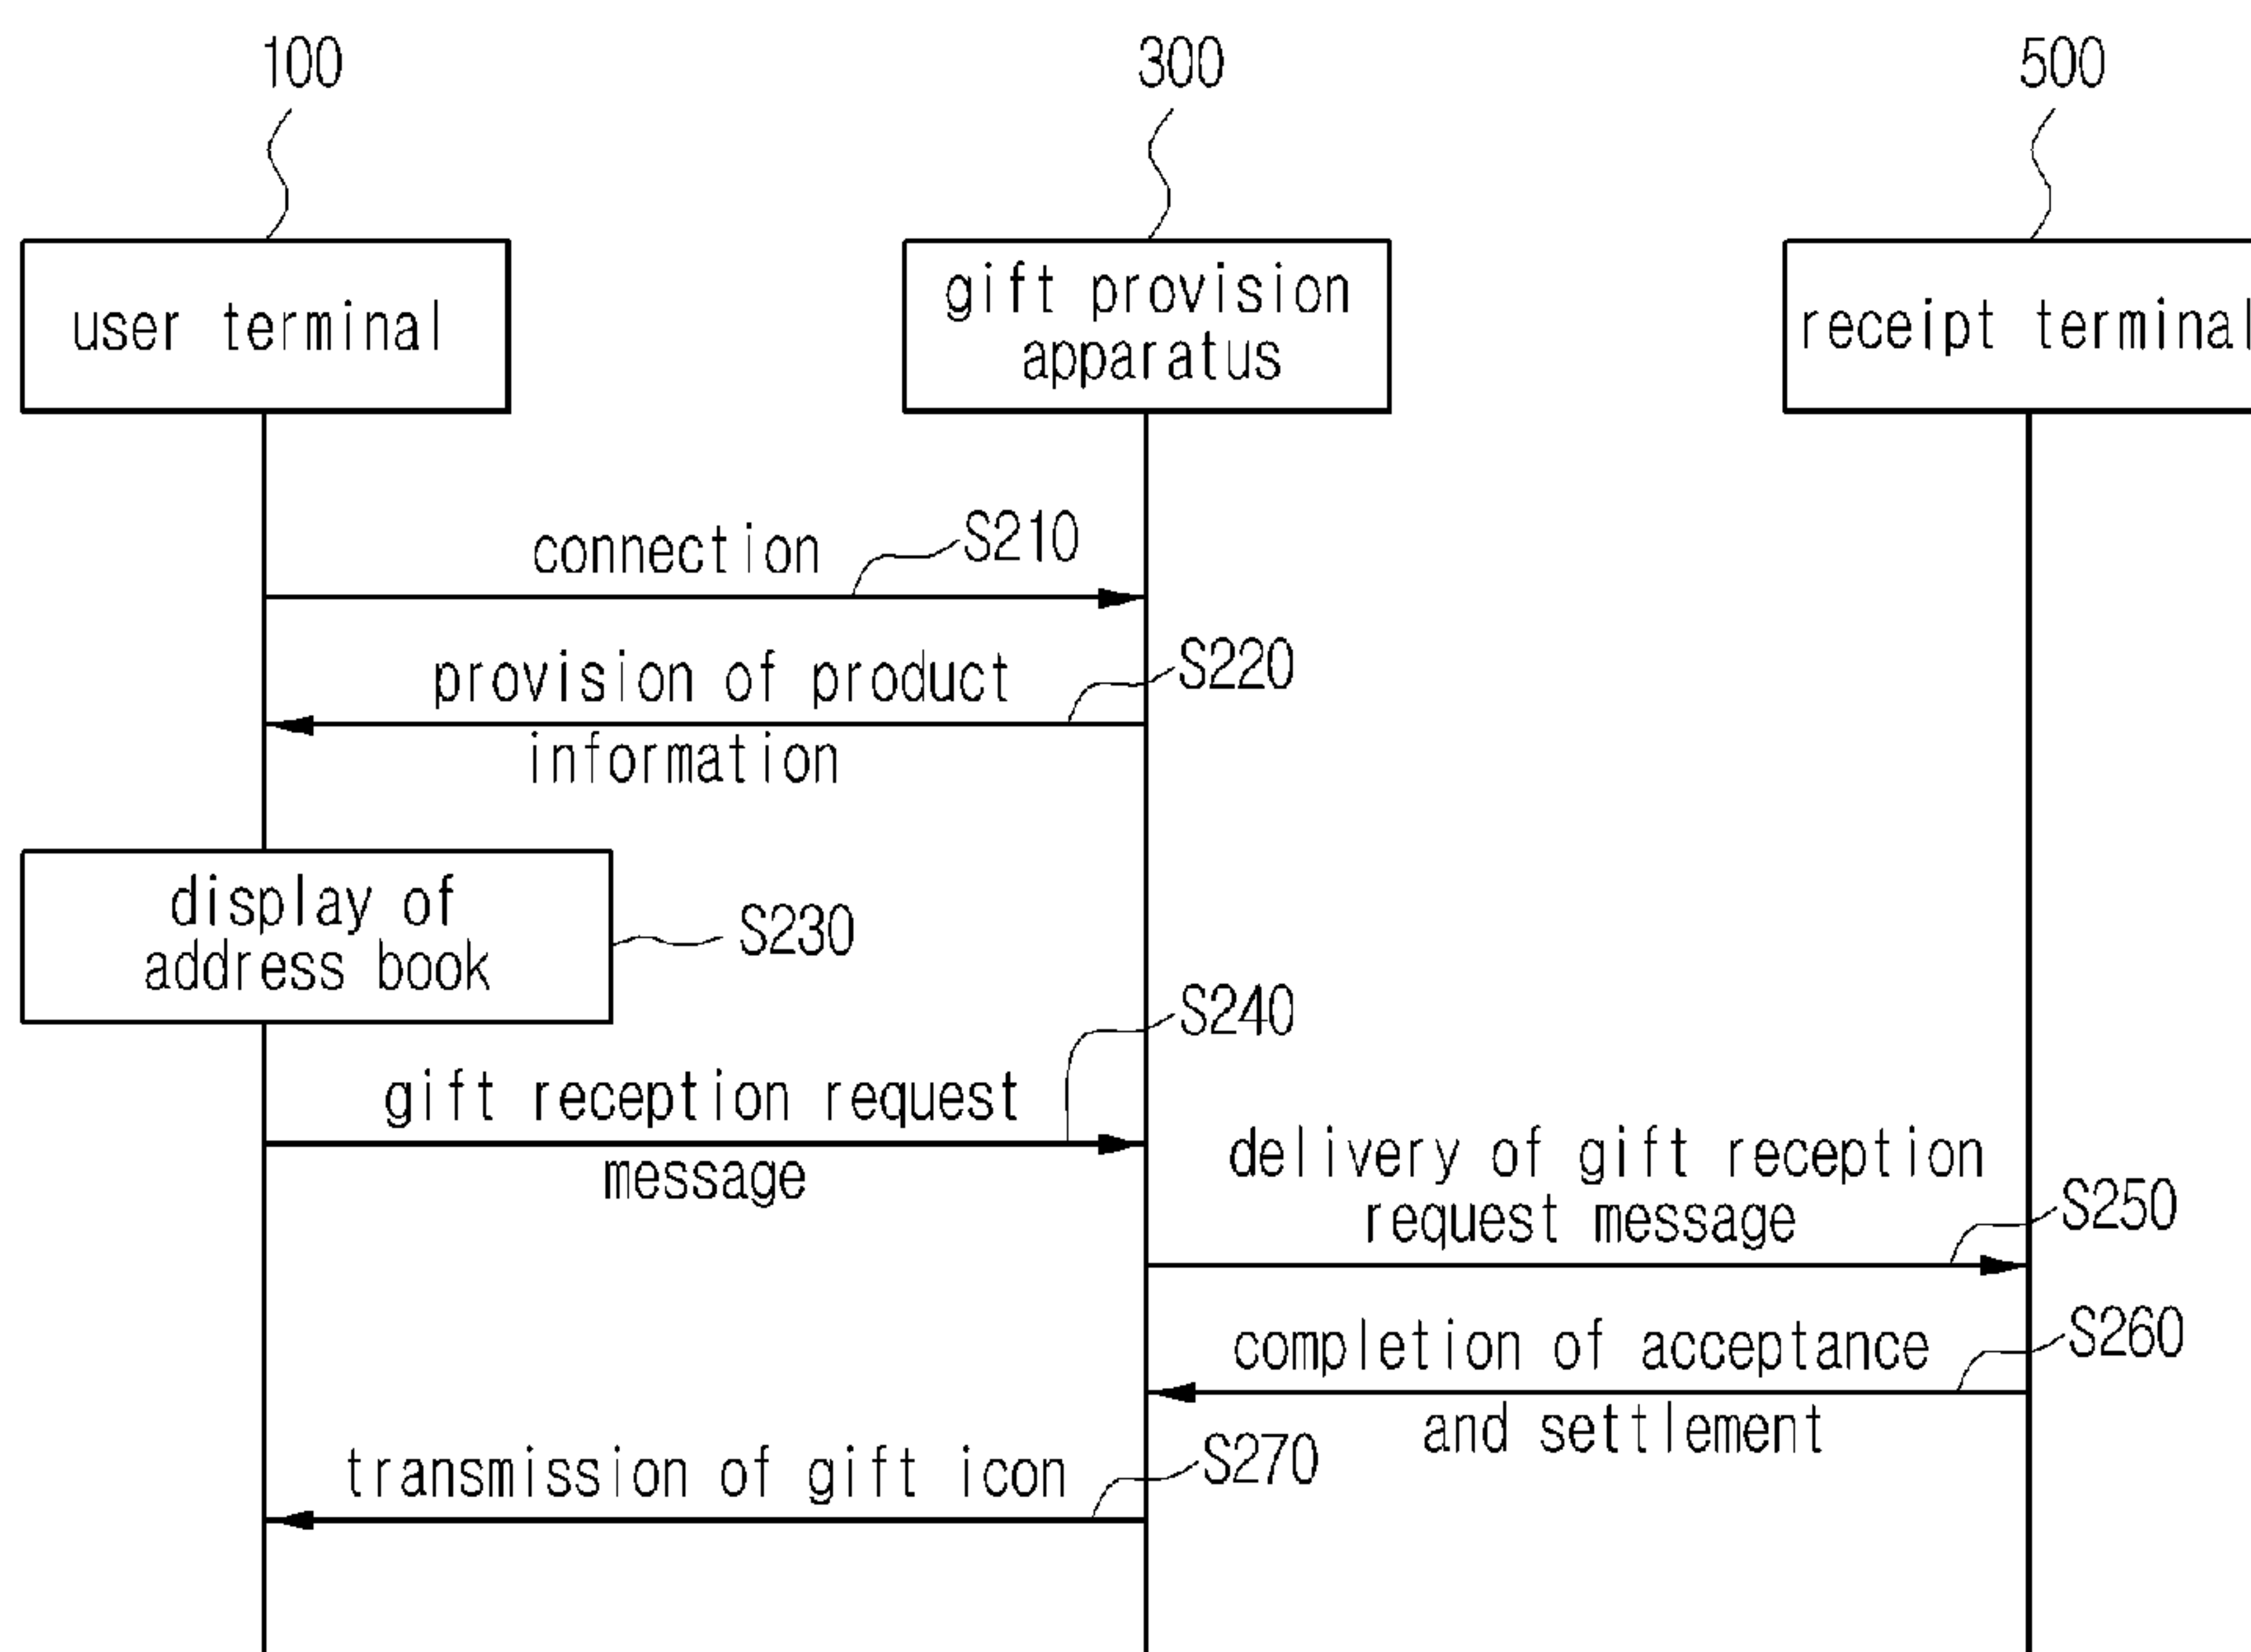 100
300
500
user terminal
gift provision
apparatus
receipt terminal
connection
S210
provision of product
information
S220
display of
address book
S230
gift reception request
message
S240
delivery of gift reception
request message
S250
completion of acceptance
and settlement
S260
transmission of gift icon
S270